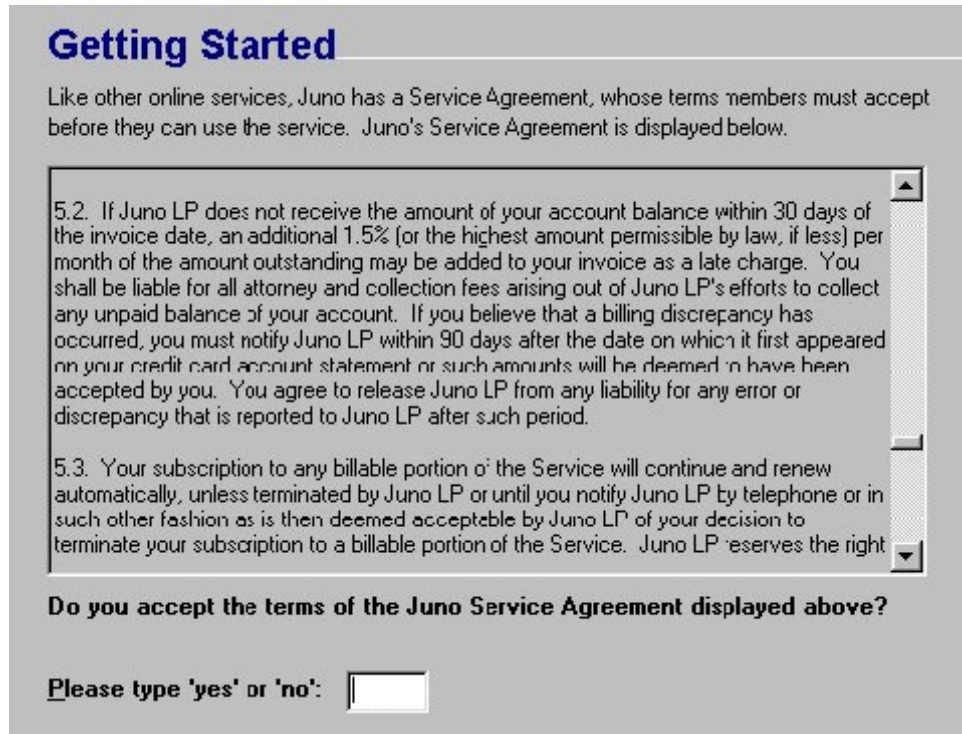 Getting Started
Like other online services, Juno has a Service Agreement, whose terms members must accept
before they can use the service.  Juno's Service Agreement is displayed below.
5.2.  If Juno LP does not receive the amount of your account balance within 30 days of
the invoice date, an additional 1.5% (or the highest amount permissible by law, if less) per
month of the amount outstanding may be added to your invoice as a late charge.  You
shall be liable for all attorney and collection fees arising out of Juno LP's efforts to collect
any unpaid balance of your account.  If you believe that a billing discrepancy has
occurred, you must notify Juno LP within 90 days after the date on which it first appeared
on your credit card account statement or such amounts will be deemed to have been
accepted by you.  You agree to release Juno LP from any liability for any error or
discrepancy that is reported to Juno LP after such period.
5.3.  Your subscription to any billable portion of the Service will continue and renew
automatically, unless terminated by Juno LP or until you notify Juno LP by telephone or in
such other fashion as is then deemed acceptable by Juno LP of your decision to
terminate your subscription to a billable portion of the Service.  Juno LP reserves the right
Do you accept the terms of the Juno Service Agreement displayed above?
Please type 'yes' or 'no':